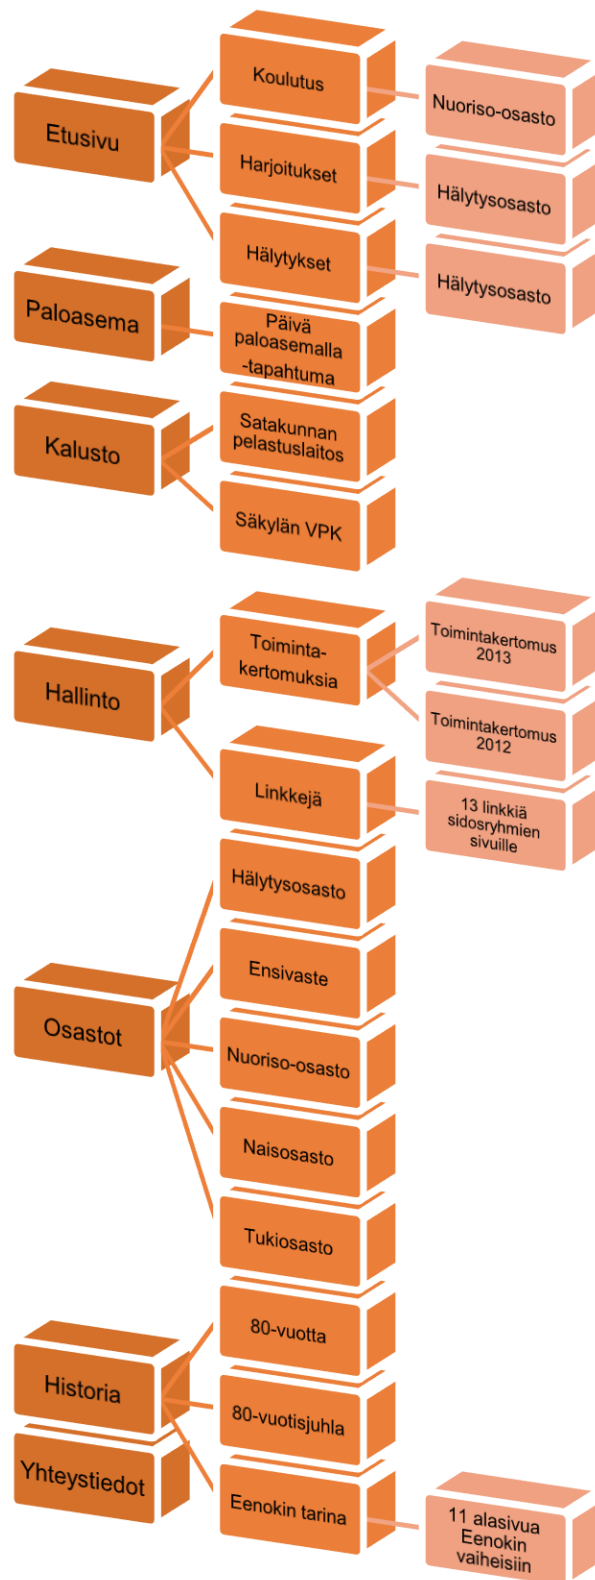 Etusivu
Koulutus
Nuoriso-osasto
Harjoitukset
Hälytysosasto
Hälytykset
Hälytysosasto
Paloasema
Päivä
paloasemalla
-tapahtuma
Kalusto
Satakunnan
pelastuslaitos
Säkylän VPK
Hallinto
Toiminta-
kertomuksia
Toimintakertomus
2013
Toimintakertomus
2012
Linkkejä
13 linkkiä
sidosryhmien
sivuille
Osastot
Hälytysosasto
Ensivaste
Nuoriso-osasto
Naisosasto
Tukiosasto
Historia
80-vuotta
80-vuotisjuhla
Eenokin tarina
11 alasivua
Eenokin
vaiheisiin
Yhteystiedot